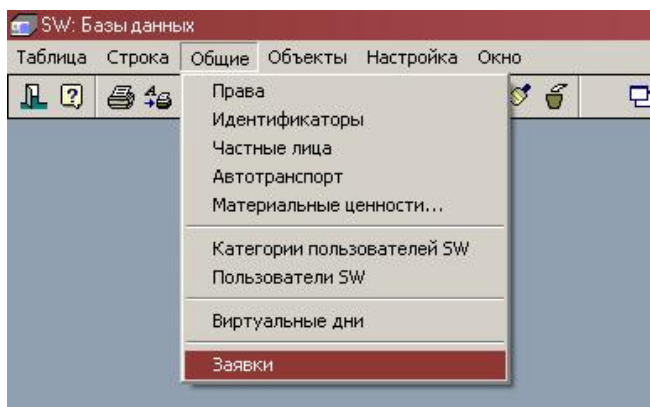 SW: Базы данных
Таблица Строка Общие Объекты Настройка Окно
Права
Идентификаторы
Частные лица
Автотранспорт
Материальные ценности...
Категории пользователей SW
Пользователи SW
Виртуальные дни
Заявки